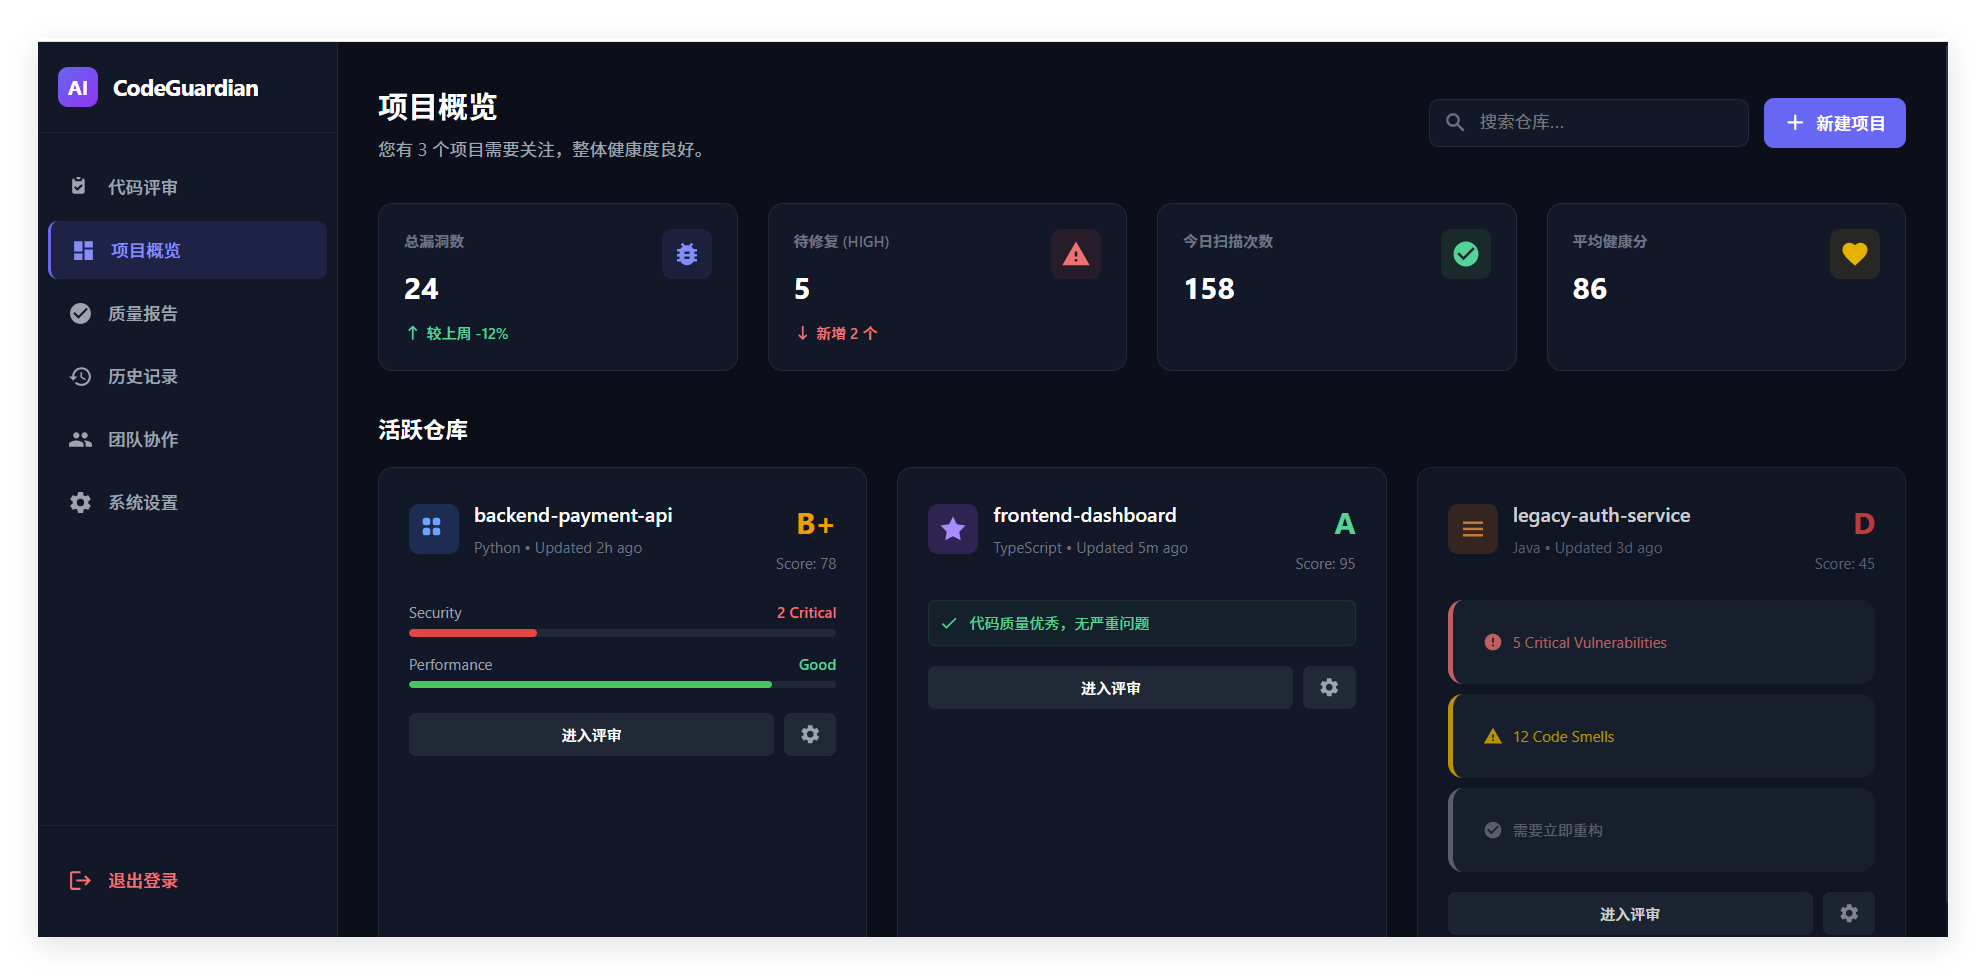 AI CodeGuardian
代码评审
项目概览
质量报告
历史记录
团队协作
系统设置
退出登录
项目概览
您有 3 个项目需要关注，整体健康度良好。
搜索仓库...
新建项目
总漏洞数
24
↑ 较上周 -12%
待修复 (HIGH)
5
↓ 新增 2 个
今日扫描次数
158
平均健康分
86
活跃仓库
backend-payment-api
Python • Updated 2h ago
B+
Score: 78
Security 2 Critical
Performance Good
进入评审
frontend-dashboard
TypeScript • Updated 5m ago
A
Score: 95
代码质量优秀，无严重问题
进入评审
legacy-auth-service
Java • Updated 3d ago
D
Score: 45
5 Critical Vulnerabilities
12 Code Smells
需要立即重构
进入评审